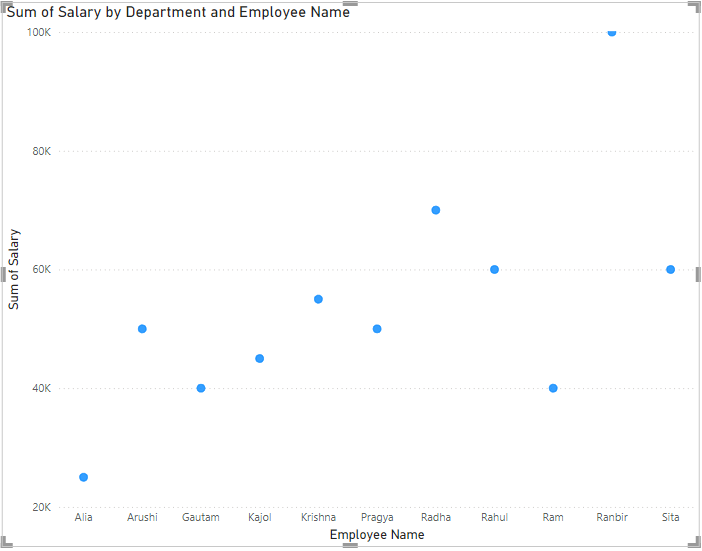 Sum of Salary by Department and Employee Name
100K
80K
60K
40K
20K
Sum of Salary
Alia Arushi Gautam Kajol Krishna Pragya Radha Rahul Ram Ranbir Sita
Employee Name